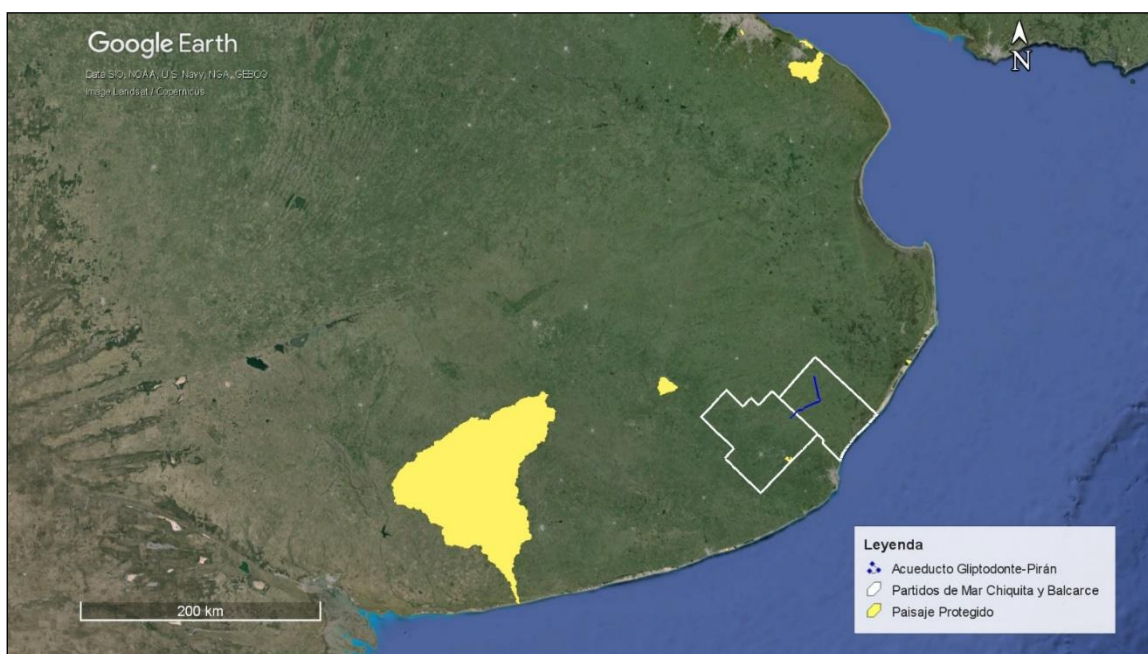 Google Earth
Data SIO, NOAA, U.S. Navy, NGA, GEBCO
Image Landsat / Copernicus
N
Leyenda
Acueducto Gliptodonte-Pirán
Partidos de Mar Chiquita y Balcarce
Paisaje Protegido
200 km